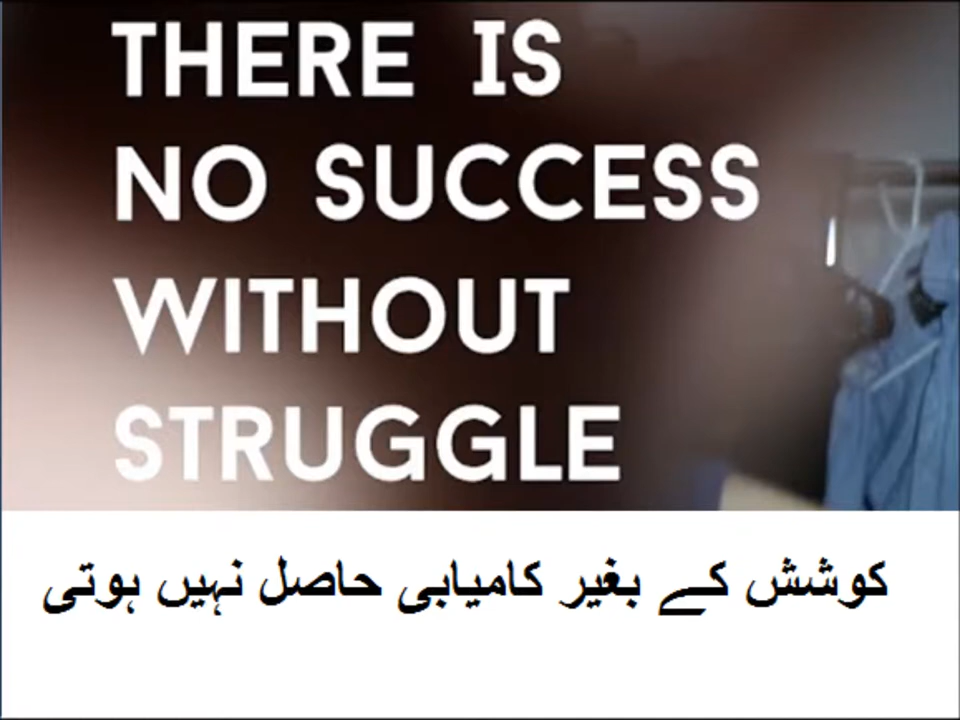 THERE IS
NO SUCCESS
WITHOUT
STRUGGLE
کوشش کے بغیر کامیابی حاصل نہیں ہوتی